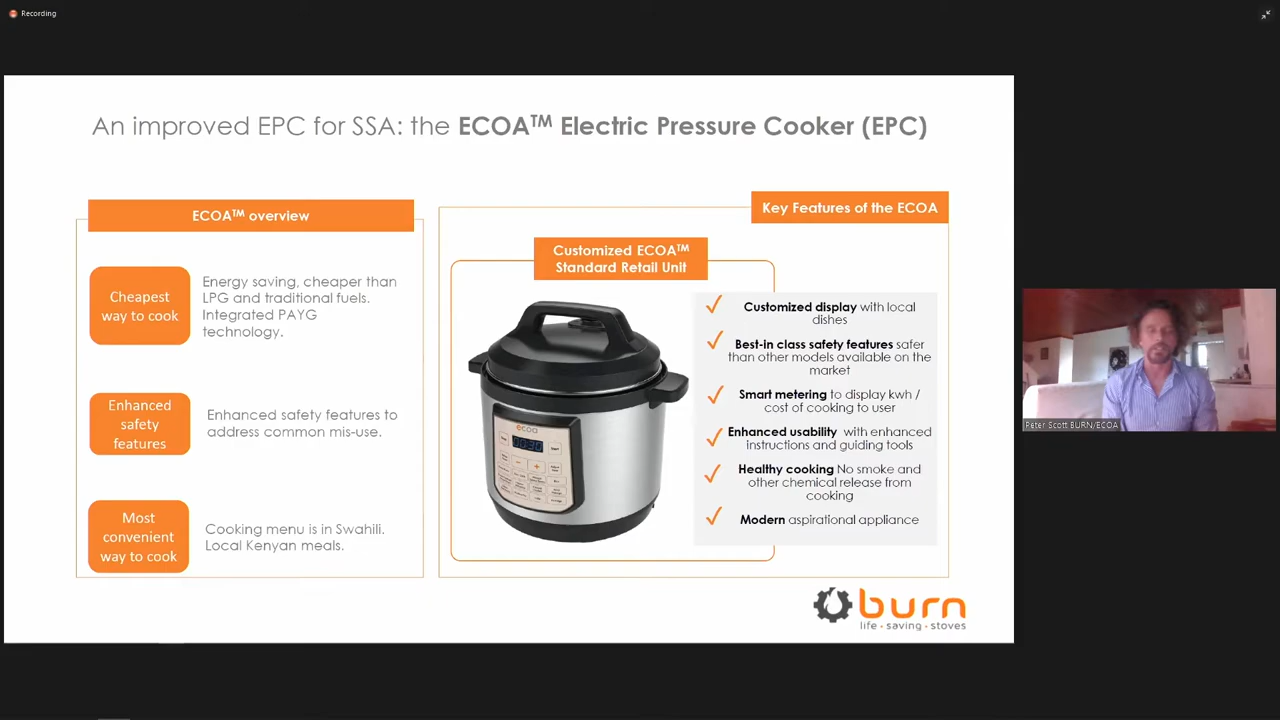 Recording
An improved EPC for SSA: the ECOA™ Electric Pressure Cooker (EPC)
ECOA™ overview
Cheapest
way to cook
Energy saving, cheaper than
LPG and traditional fuels.
Integrated PAYG
technology.
Enhanced
safety
features
Enhanced safety features to
address common mis-use.
Most
convenient
way to cook
Cooking menu is in Swahili.
Local Kenyan meals.
Key Features of the ECOA
Customized ECOA™
Standard Retail Unit
ecoa
00:30
Customized display with local
dishes
Best-in class safety features safer
than other models available on the
market
Smart metering to display kwh /
cost of cooking to user
Enhanced usability with enhanced
instructions and guiding tools
Healthy cooking No smoke and
other chemical release from
cooking
Modern aspirational appliance
burn
life - saving - stoves
Peter Scott BURN/ECOA